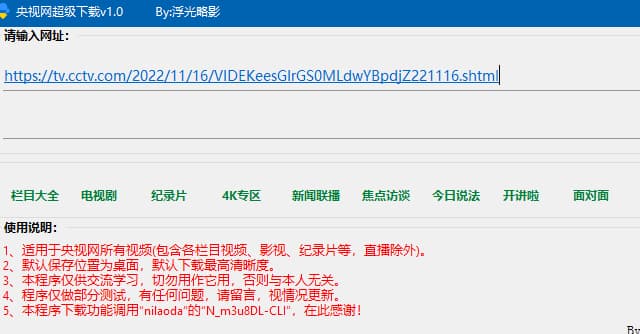 央视网超级下载v1.0 By:浮光略影
请输入网址:
https://tv.cctv.com/2022/11/16/VIDEKeesGlrGS0MLdwYBpdjZ221116.shtml
栏目大全 电视剧 纪录片 4K专区 新闻联播 焦点访谈 今日说法 开讲啦 面对面
使用说明:
1、适用于央视网所有视频(包含各栏目视频、影视、纪录片等，直播除外)。
2、默认保存位置为桌面，默认下载最高清晰度。
3、本程序仅供交流学习，切勿用作它用，否则与本人无关。
4、程序仅做部分测试，有任何问题，请留言，视情况更新。
5、本程序下载功能调用"nilaoda"的"N_m3u8DL-CLI"，在此感谢!
By